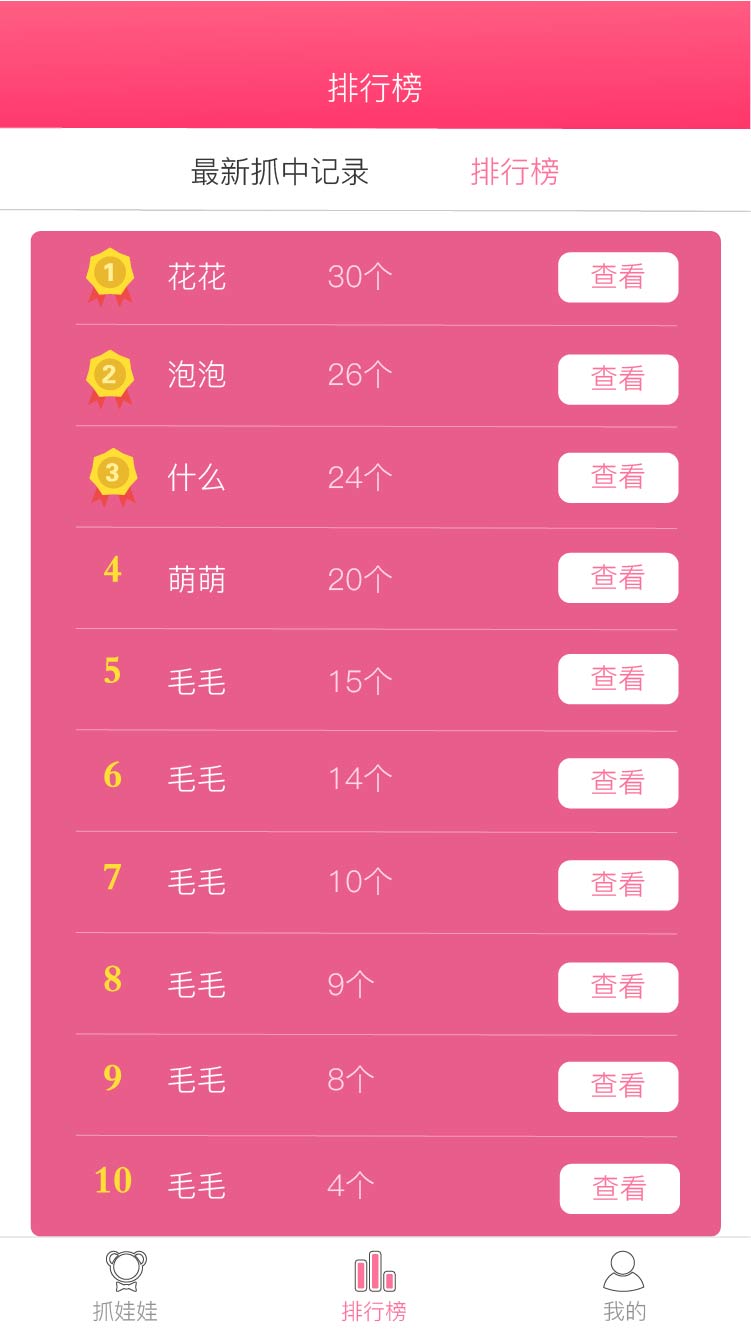 排行榜
最新抓中记录 排行榜
1 花花 30个 查看
2 泡泡 26个 查看
3 什么 24个 查看
4 萌萌 20个 查看
5 毛毛 15个 查看
6 毛毛 14个 查看
7 毛毛 10个 查看
8 毛毛 9个 查看
9 毛毛 8个 查看
10 毛毛 4个 查看
抓娃娃 排行榜 我的